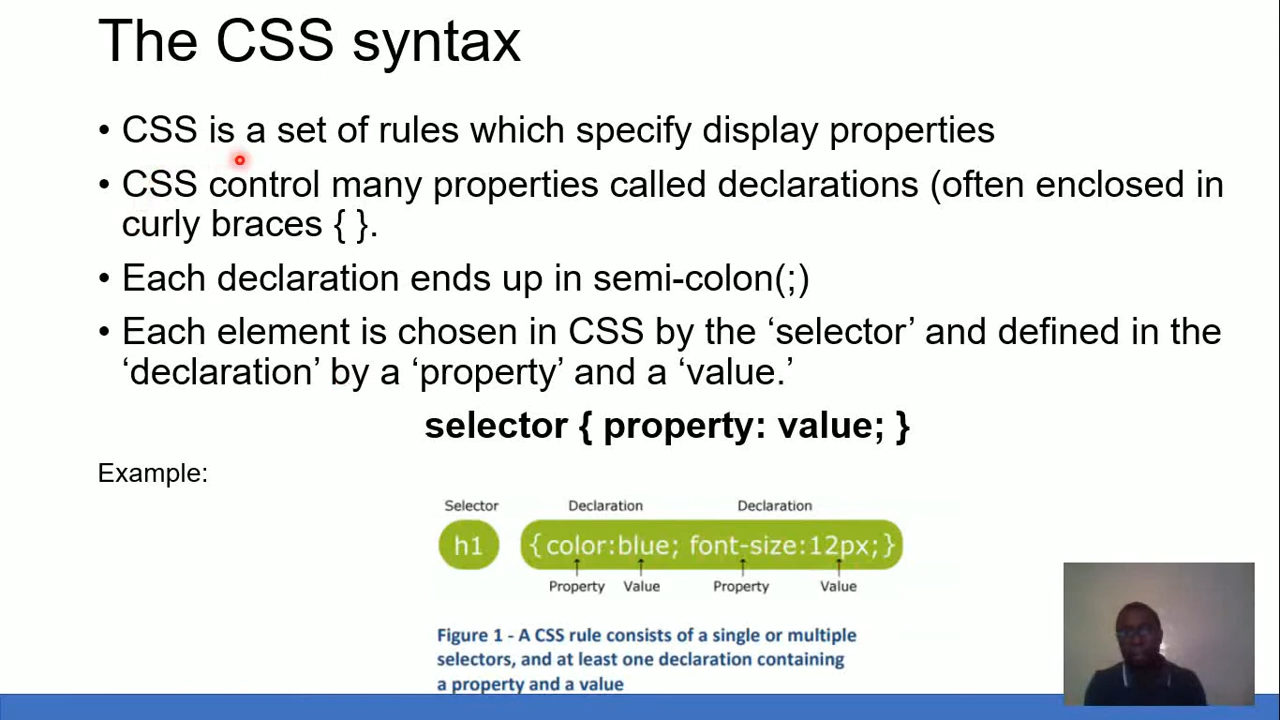 The CSS syntax
• CSS is a set of rules which specify display properties
• CSS control many properties called declarations (often enclosed in
curly braces { }.
• Each declaration ends up in semi-colon(;)
• Each element is chosen in CSS by the ‘selector’ and defined in the
‘declaration’ by a ‘property’ and a ‘value.’
selector { property: value; }
Example:
Selector Declaration Declaration
h1 {color:blue; font-size:12px;}
Property Value Property Value
Figure 1 - A CSS rule consists of a single or multiple
selectors, and at least one declaration containing
a property and a value